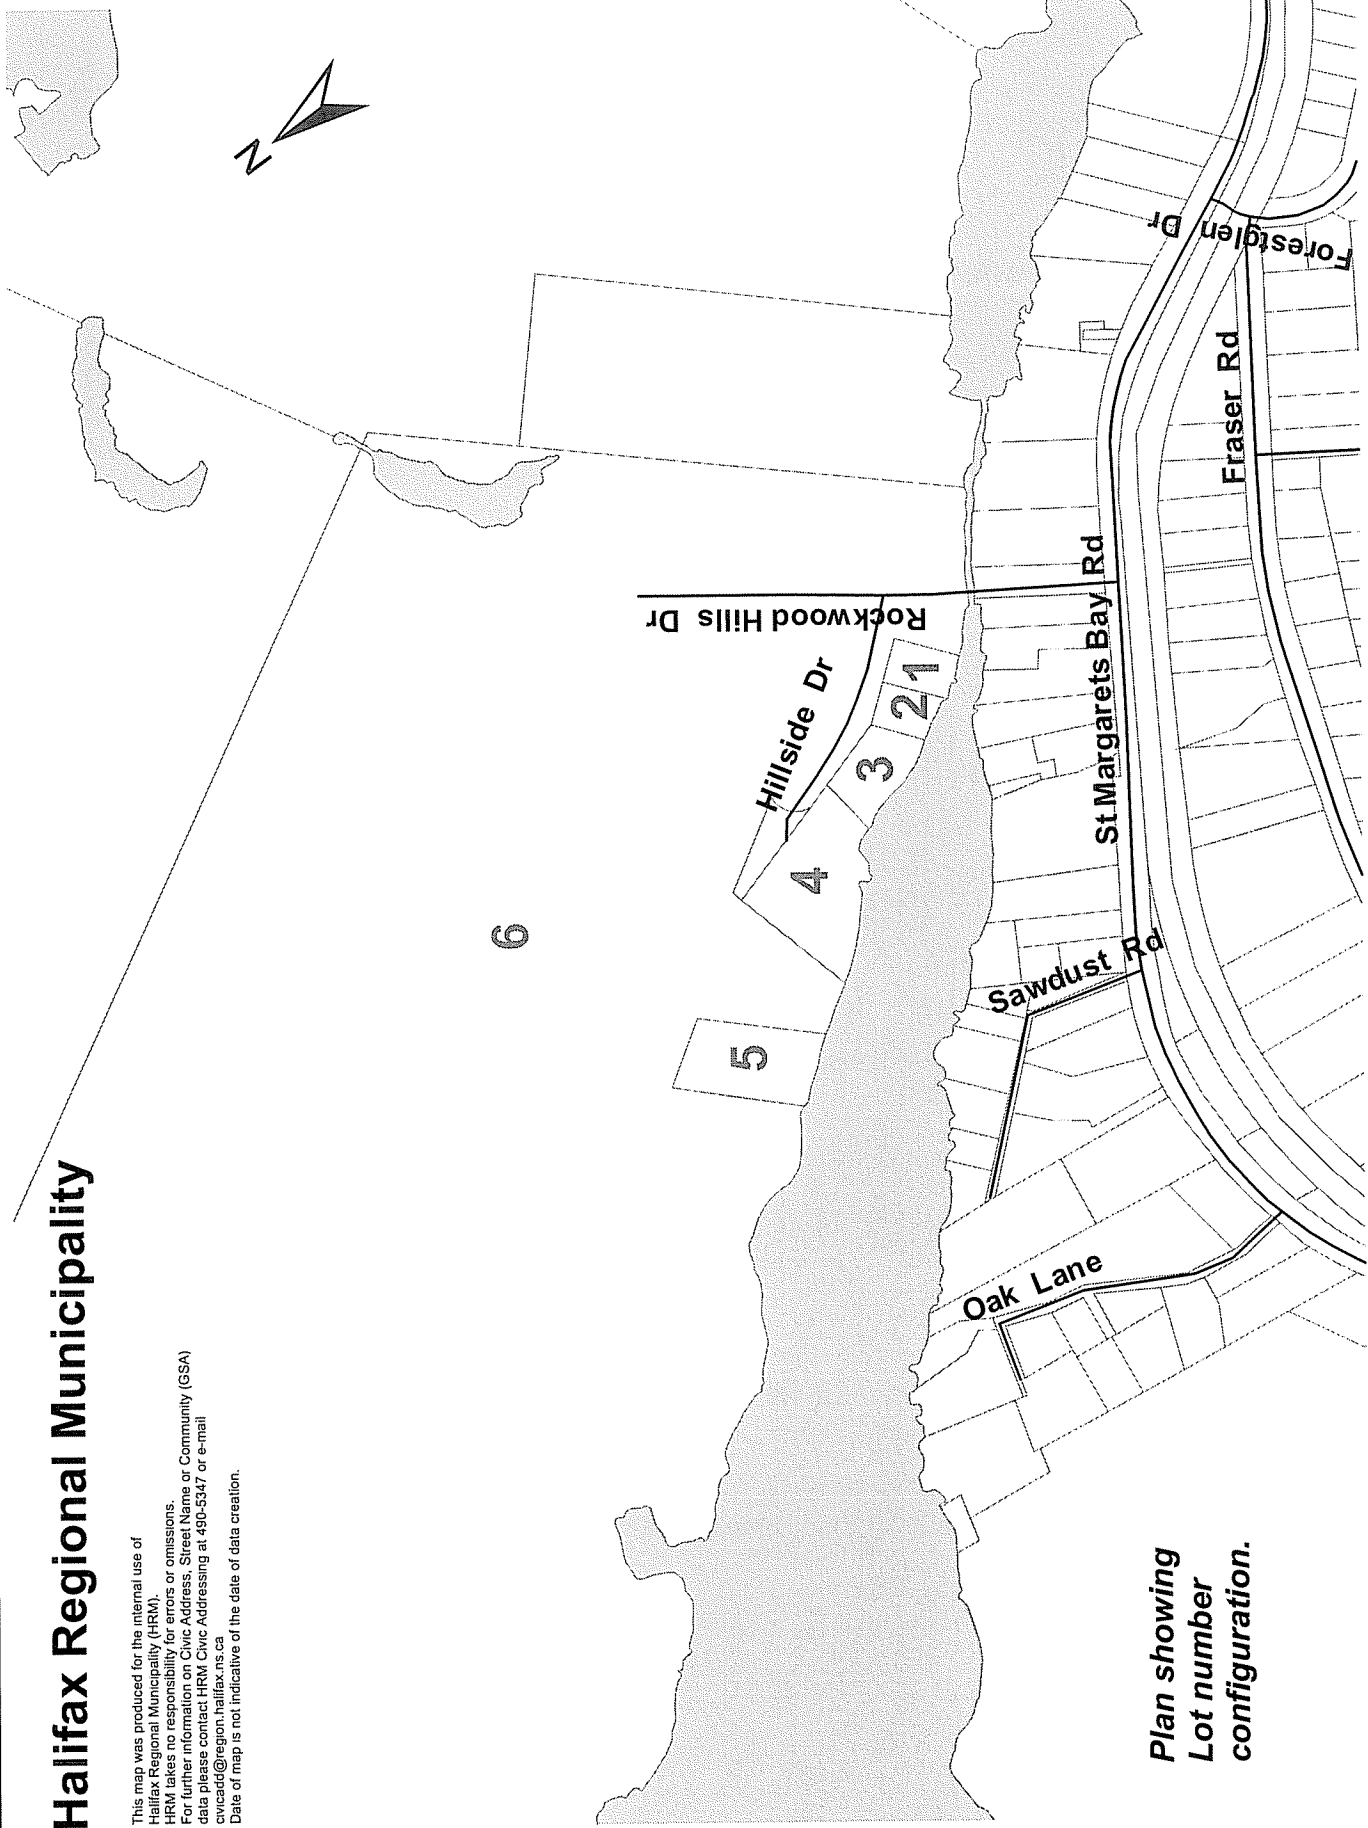 Halifax Regional Municipality
This map was produced for the internal use of
Halifax Regional Municipality (HRM).
HRM takes no responsibility for errors or omissions.
For further information on Civic Address, Street Name or Community (GSA)
data please contact HRM Civic Addressing at 490-5347 or e-mail
civicadd@region.halifax.ns.ca
Date of map is not indicative of the date of data creation.
N
6
5
4
3
2
1
Hillside Dr
Rockwood Hills Dr
St Margarets Bay Rd
Sawdust Rd
Oak Lane
Fraser Rd
Forestglen Dr
Plan showing
Lot number
configuration.